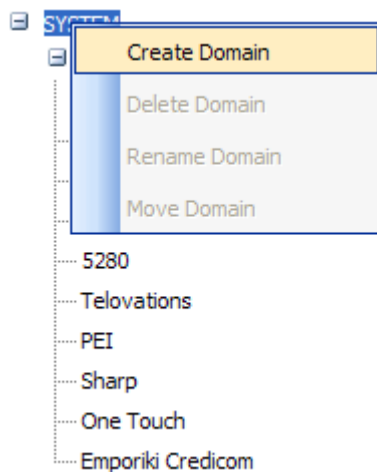 SYSTEM
Create Domain
Delete Domain
Rename Domain
Move Domain
5280
Telovations
PEI
Sharp
One Touch
Emporiki Credicom